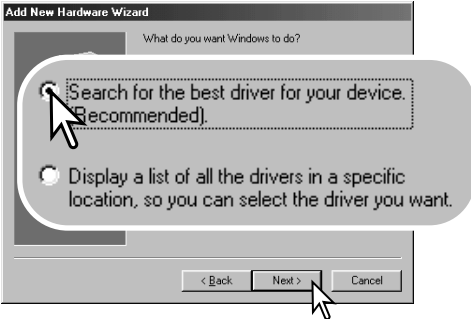 Add New Hardware Wizard
What do you want Windows to do?
Search for the best driver for your device.
(Recommended).
Display a list of all the drivers in a specific
location, so you can select the driver you want.
< Back
Next >
Cancel